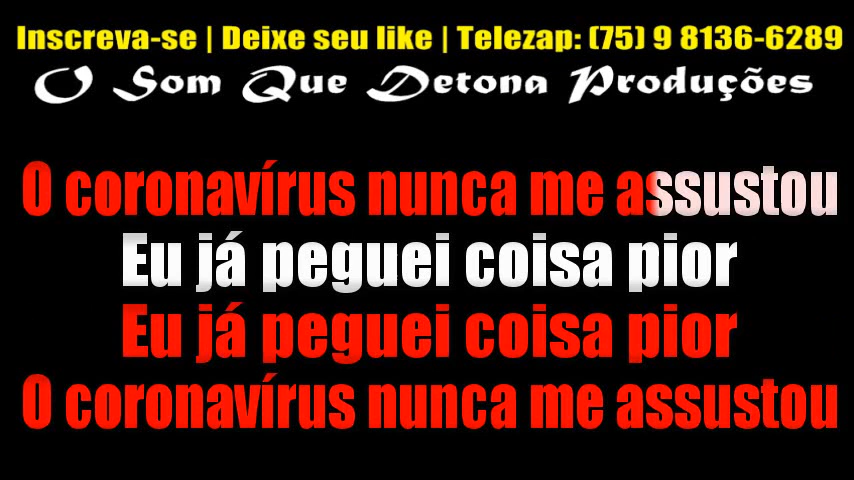 Inscreva-se | Deixe seu like | Telezap: (75) 9 8136-6289
O Som Que Detona Produções
O coronavírus nunca me assustou
Eu já peguei coisa pior
Eu já peguei coisa pior
O coronavírus nunca me assustou